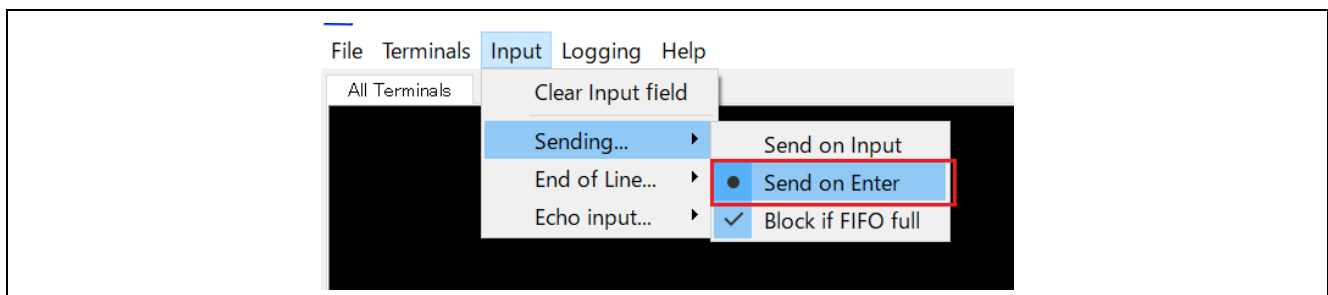 File Terminals Input Logging Help
All Terminals
Clear Input field
Sending...
End of Line...
Echo input...
Send on Input
Send on Enter
Block if FIFO full